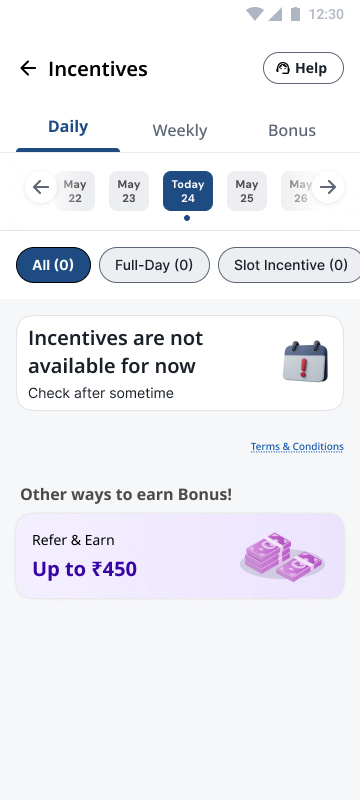 12:30
Incentives
Help
Daily
Weekly
Bonus
May
22
May
23
Today
24
May
25
May
26
All (0)
Full-Day (0)
Slot Incentive (0)
Incentives are not
available for now
Check after sometime
Terms & Conditions
Other ways to earn Bonus!
Refer & Earn
Up to ₹450